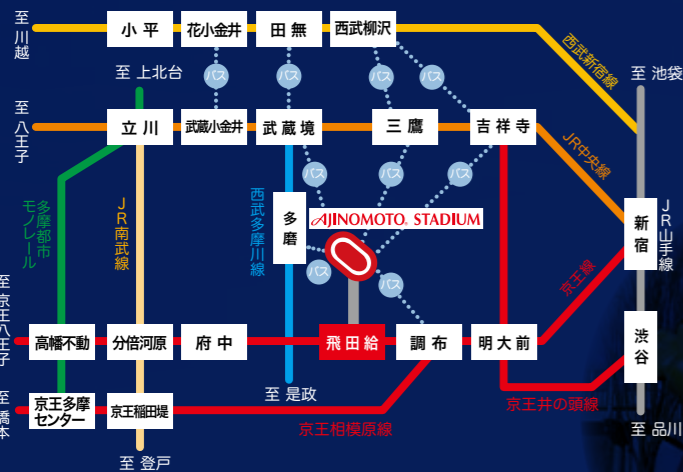 至 川越
小平
花小金井
田無
西武柳沢
西武新宿線
至 上北台
バス
バス
バス
バス
至 池袋
至 八王子
立川
武蔵小金井
武蔵境
三鷹
吉祥寺
JR中央線
多摩都市
モノレール
JR南武線
西武多摩川線
バス
バス
バス
多磨
AJINOMOTO STADIUM
バス
バス
新宿
JR山手線
京王線
至 京王八王子
高幡不動
分倍河原
府中
飛田給
調布
明大前
渋谷
至 是政
至 橋本
京王多摩
センター
京王稲田堤
京王相模原線
京王井の頭線
至 品川
至 登戸